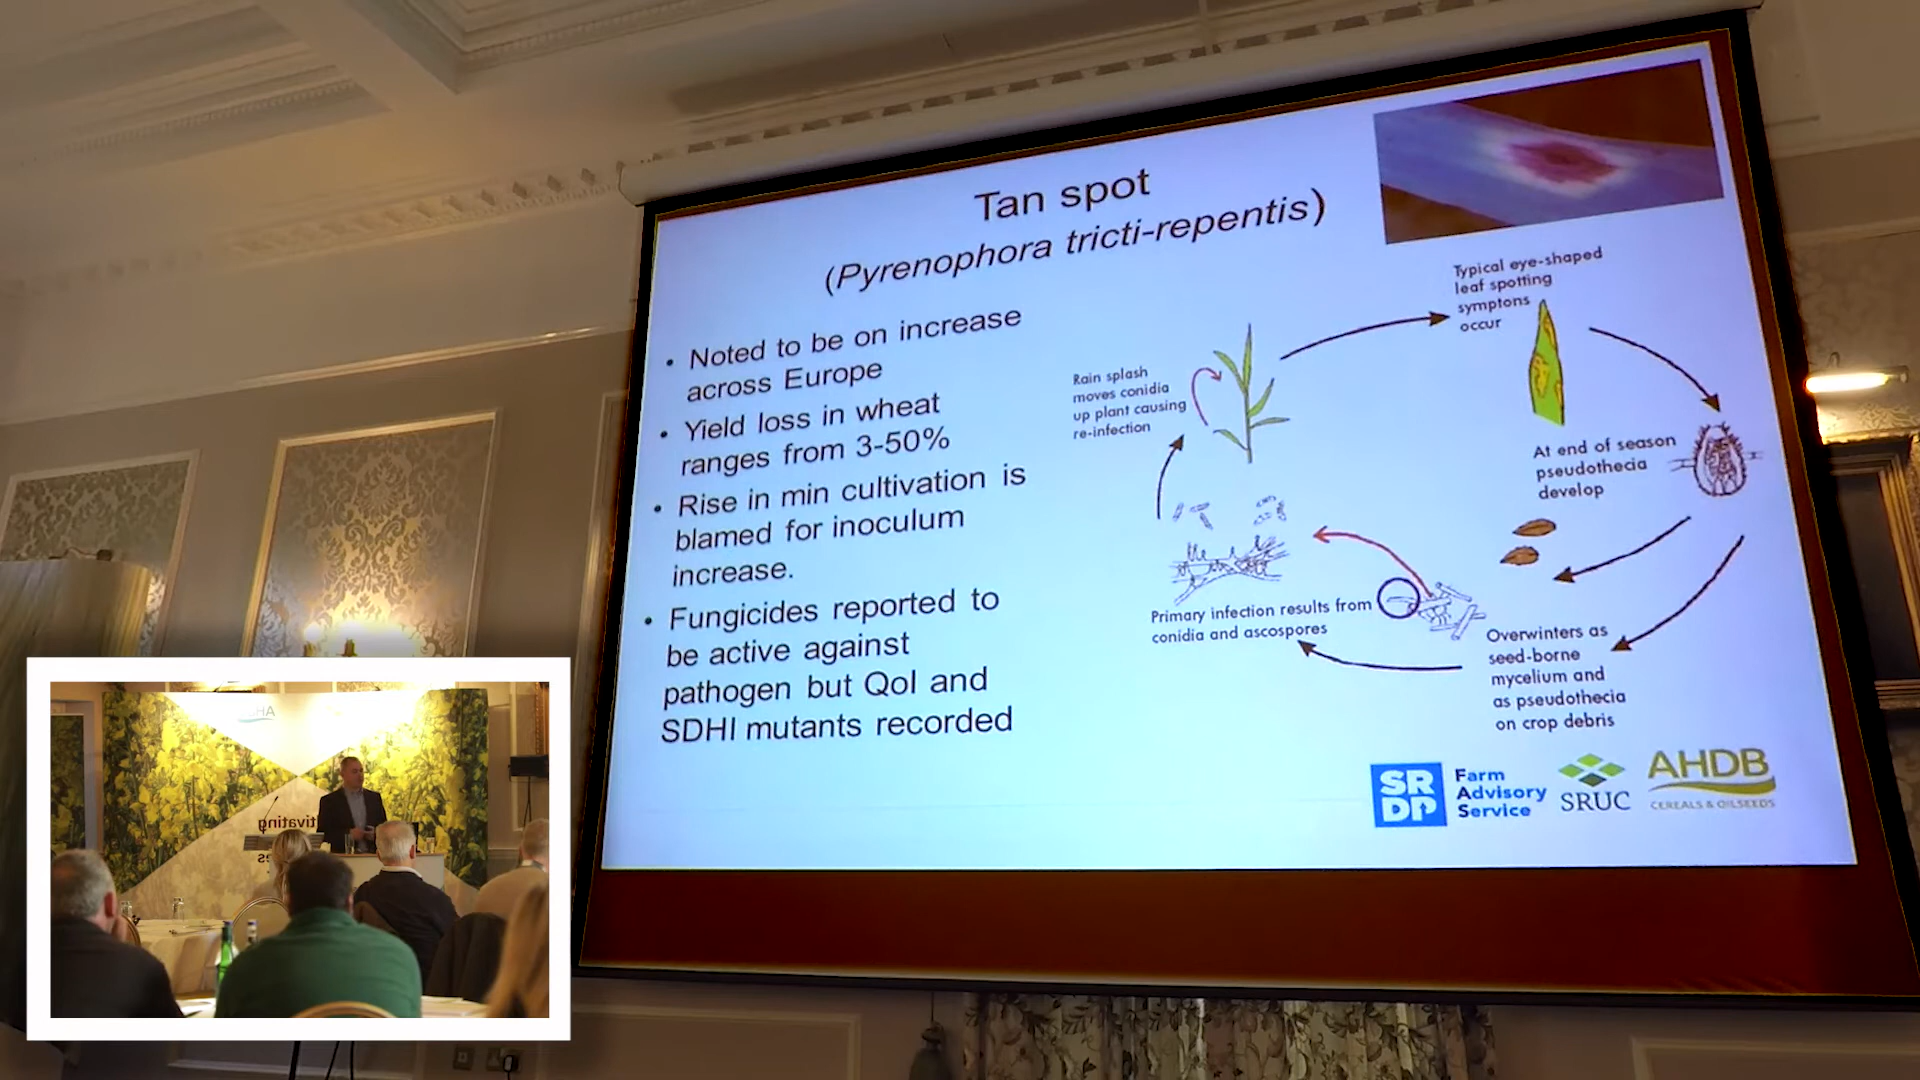 Tan spot
(Pyrenophora tricti-repentis)
• Noted to be on increase
across Europe
• Yield loss in wheat
ranges from 3-50%
• Rise in min cultivation is
blamed for inoculum
increase.
• Fungicides reported to
be active against
pathogen but QoI and
SDHI mutants recorded
Typical eye-shaped
leaf spotting
symptons
occur
Rain splash
moves conidia
up plant causing
re-infection
At end of season
pseudothecia
develop
Primary infection results from
conidia and ascospores
Overwinters as
seed-borne
mycelium and
as pseudothecia
on crop debris
SR
DP
Farm
Advisory
Service
SRUC
AHDB
CEREALS & OILSEEDS